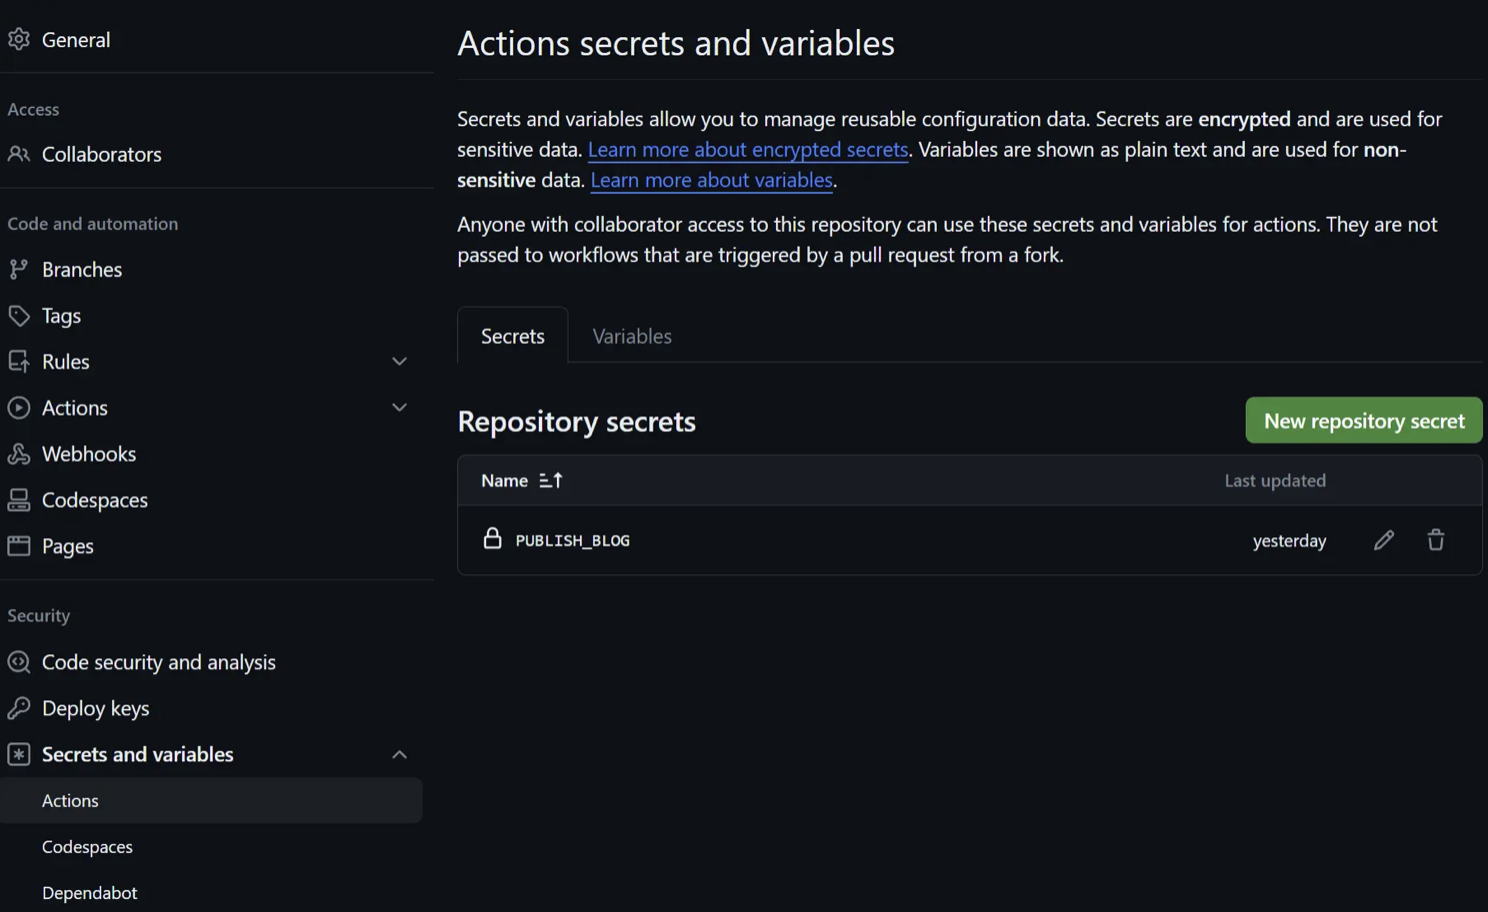 General
Access
Collaborators
Code and automation
Branches
Tags
Rules
Actions
Webhooks
Codespaces
Pages
Security
Code security and analysis
Deploy keys
Secrets and variables
Actions
Codespaces
Dependabot
Actions secrets and variables
Secrets and variables allow you to manage reusable configuration data. Secrets are encrypted and are used for
sensitive data. Learn more about encrypted secrets. Variables are shown as plain text and are used for non-
sensitive data. Learn more about variables.
Anyone with collaborator access to this repository can use these secrets and variables for actions. They are not
passed to workflows that are triggered by a pull request from a fork.
Secrets Variables
Repository secrets New repository secret
Name Last updated
PUBLISH_BLOG yesterday